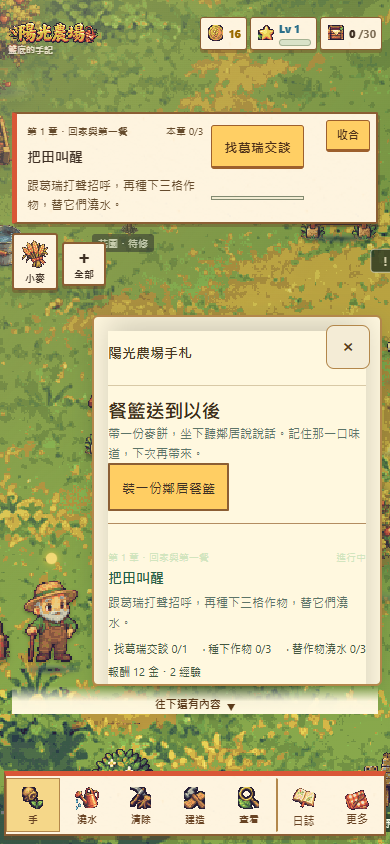 陽光農場
籃底的手記
16
Lv 1
0 /30
第 1 章 · 回家與第一餐
本章 0/3
把田叫醒
跟葛瑞打聲招呼，再種下三格作
物，替它們澆水。
找葛瑞交談
收合
小麥
+
全部
花圃 · 待修
!
陽光農場手札
×
餐籃送到以後
帶一份麥餅，坐下聽鄰居說說話。記住那一口味
道，下次再帶來。
裝一份鄰居餐籃
第 1 章 · 回家與第一餐
進行中
把田叫醒
跟葛瑞打聲招呼，再種下三格作物，替它們澆
水。
· 找葛瑞交談 0/1 · 種下作物 0/3 · 替作物澆水 0/3
報酬 12 金 · 2 經驗
往下還有內容 ▼
手
澆水
清除
建造
查看
日誌
更多